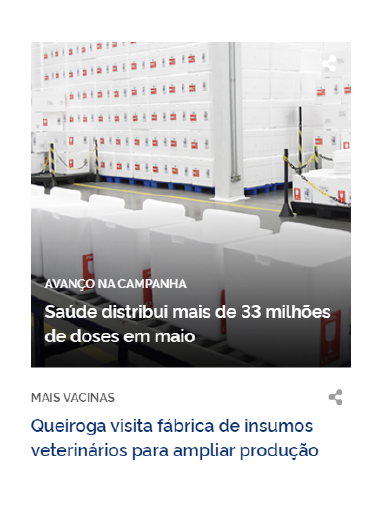 AVANÇO NA CAMPANHA
Saúde distribui mais de 33 milhões
de doses em maio
MAIS VACINAS
Queiroga visita fábrica de insumos
veterinários para ampliar produção